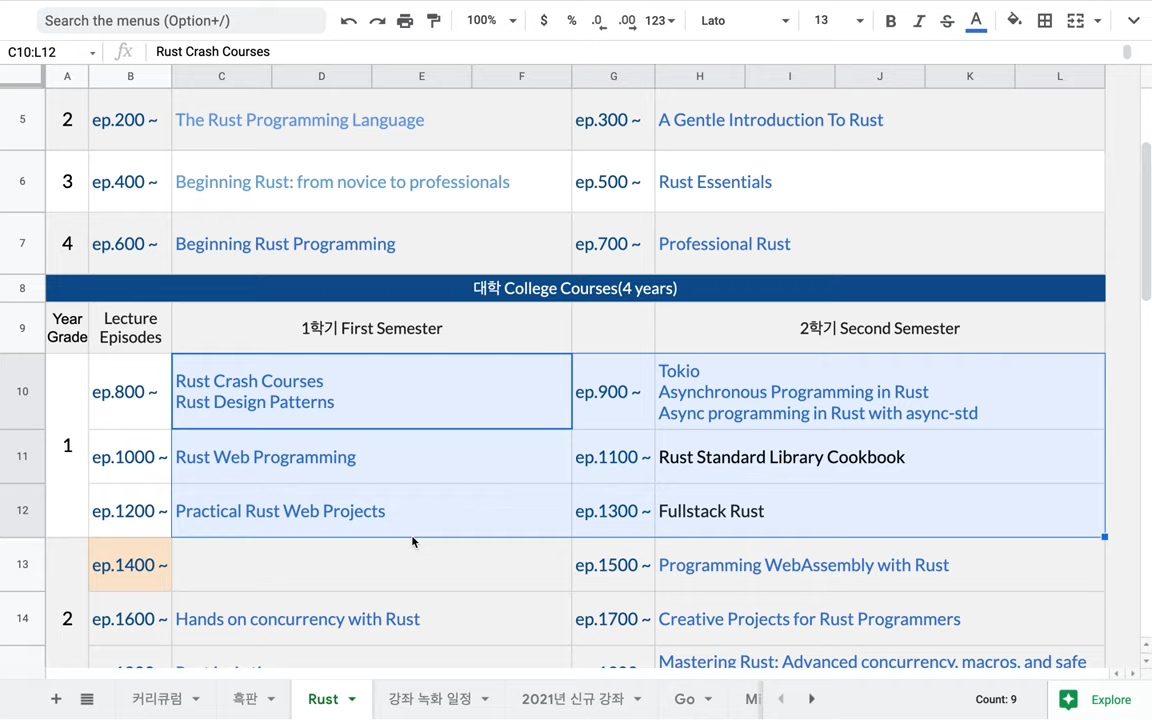 Search the menus (Option+/)
100%
$
%
.0
.00
123
Lato
13
B
I
S
A
C10:L12
fx
Rust Crash Courses
A B C D E F G H I J K L
5 2 ep.200 ~ The Rust Programming Language ep.300 ~ A Gentle Introduction To Rust
6 3 ep.400 ~ Beginning Rust: from novice to professionals ep.500 ~ Rust Essentials
7 4 ep.600 ~ Beginning Rust Programming ep.700 ~ Professional Rust
8 대학 College Courses(4 years)
9 Year Grade Lecture Episodes 1학기 First Semester 2학기 Second Semester
10 1 ep.800 ~ Rust Crash Courses
Rust Design Patterns
ep.900 ~ Tokio
Asynchronous Programming in Rust
Async programming in Rust with async-std
11 ep.1000 ~ Rust Web Programming ep.1100 ~ Rust Standard Library Cookbook
12 ep.1200 ~ Practical Rust Web Projects ep.1300 ~ Fullstack Rust
13 ep.1400 ~ ep.1500 ~ Programming WebAssembly with Rust
14 2 ep.1600 ~ Hands on concurrency with Rust ep.1700 ~ Creative Projects for Rust Programmers
Mastering Rust: Advanced concurrency, macros, and safe
커리큘럼 흑판 Rust 강좌 녹화 일정 2021년 신규 강좌 Go
Count: 9
Explore